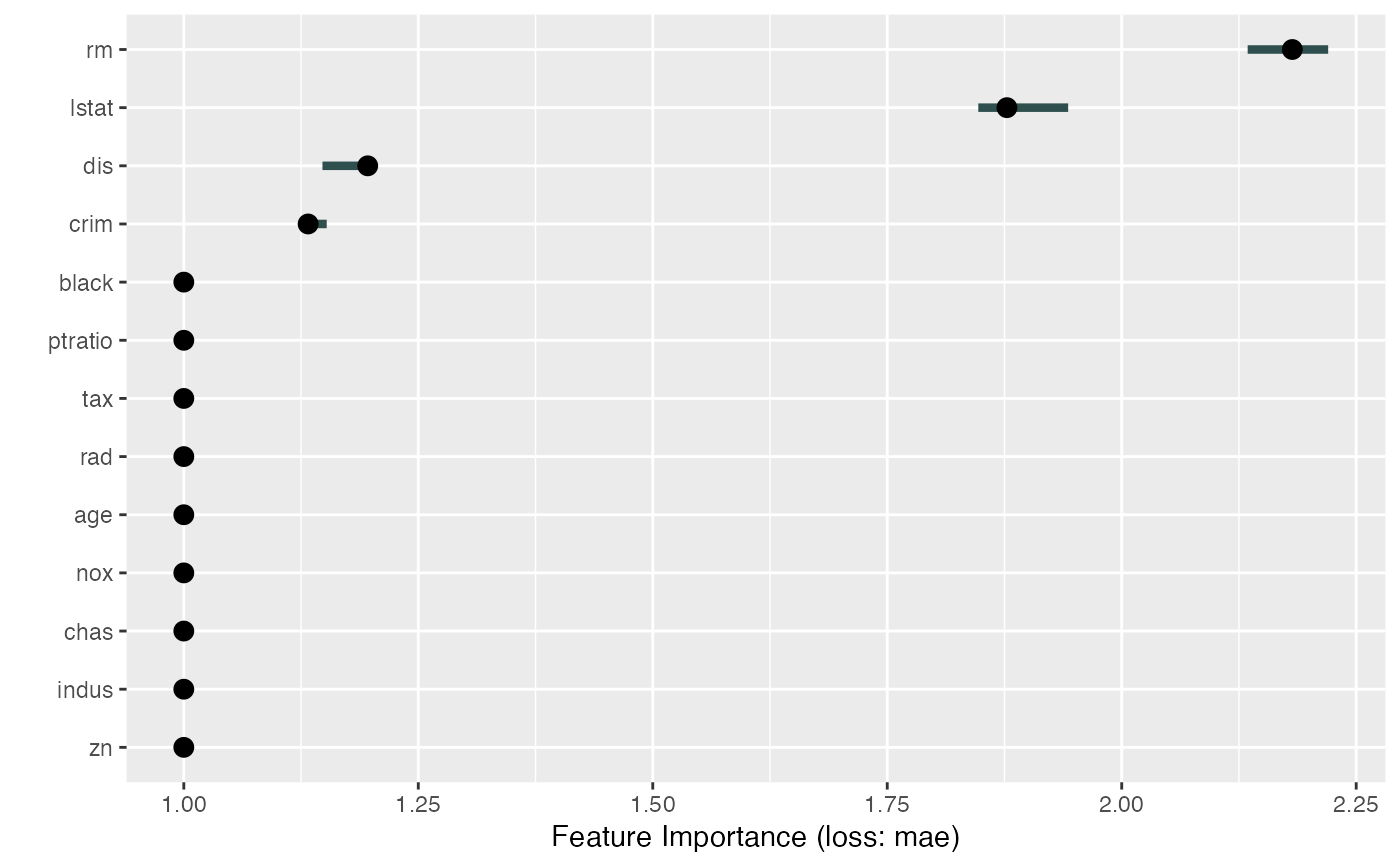 rm
lstat
dis
crim
black
ptratio
tax
rad
age
nox
chas
indus
zn
1.00 1.25 1.50 1.75 2.00 2.25
Feature Importance (loss: mae)